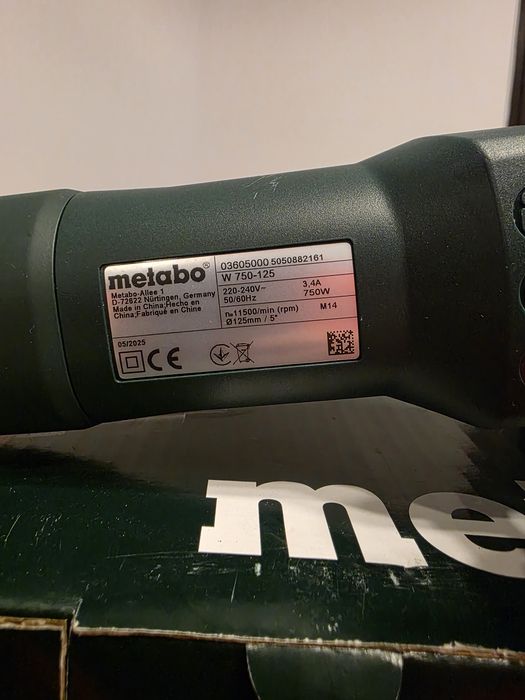 metabo®
Metabo-Allee 1
D-72622 Nürtingen, Germany
Made in China;Hecho en
China;Fabriqué en Chine
05/2025
CE
03605000 5050882161
W 750-125
220-240V~ 3,4A
50/60Hz 750W
n=11500/min (rpm) M14
Ø125mm / 5"
me